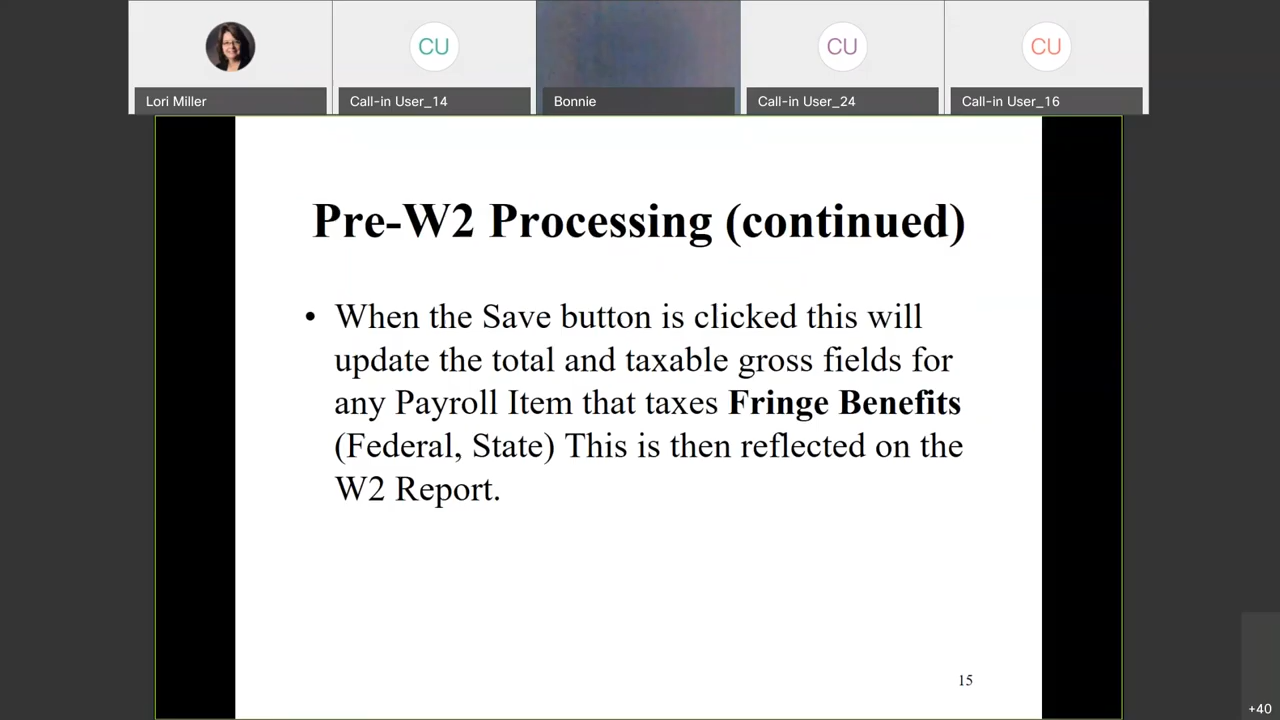 CU
CU
CU
Lori Miller
Call-in User_14
Bonnie
Call-in User_24
Call-in User_16
Pre-W2 Processing (continued)
• When the Save button is clicked this will
update the total and taxable gross fields for
any Payroll Item that taxes Fringe Benefits
(Federal, State) This is then reflected on the
W2 Report.
15
+40